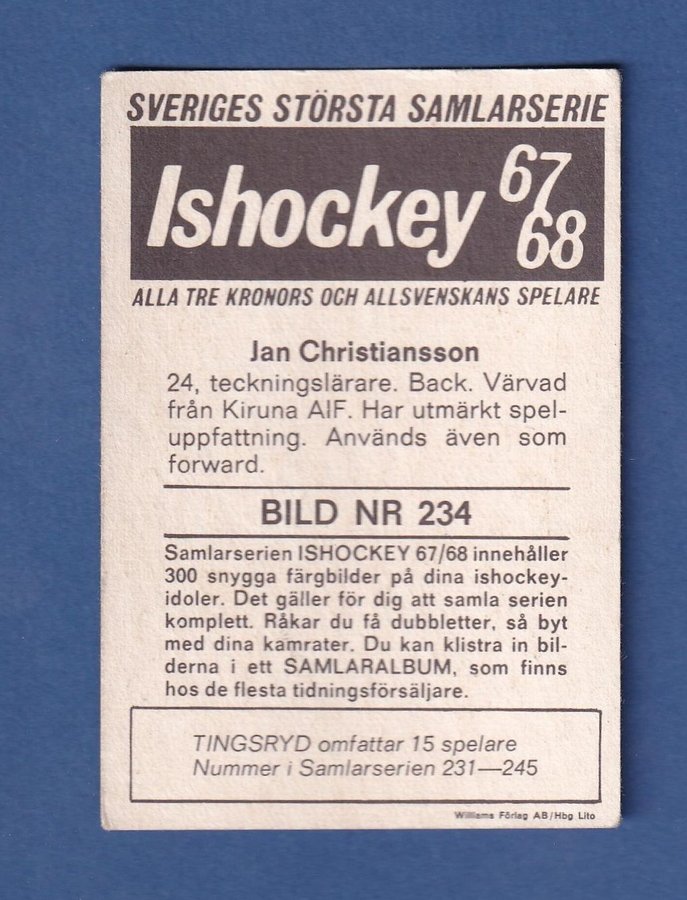 SVERIGES STÖRSTA SAMLARSERIE
Ishockey 67
68
ALLA TRE KRONORS OCH ALLSVENSKANS SPELARE
Jan Christiansson
24, teckningslärare. Back. Värvad
från Kiruna AIF. Har utmärkt spel-
uppfattning. Används även som
forward.
BILD NR 234
Samlarserien ISHOCKEY 67/68 innehåller
300 snygga färgbilder på dina ishockey-
idoler. Det gäller för dig att samla serien
komplett. Råkar du få dubbletter, så byt
med dina kamrater. Du kan klistra in bil-
derna i ett SAMLARALBUM, som finns
hos de flesta tidningsförsäljare.
TINGSRYD omfattar 15 spelare
Nummer i Samlarserien 231—245
Williams Förlag AB/Hbg Lito